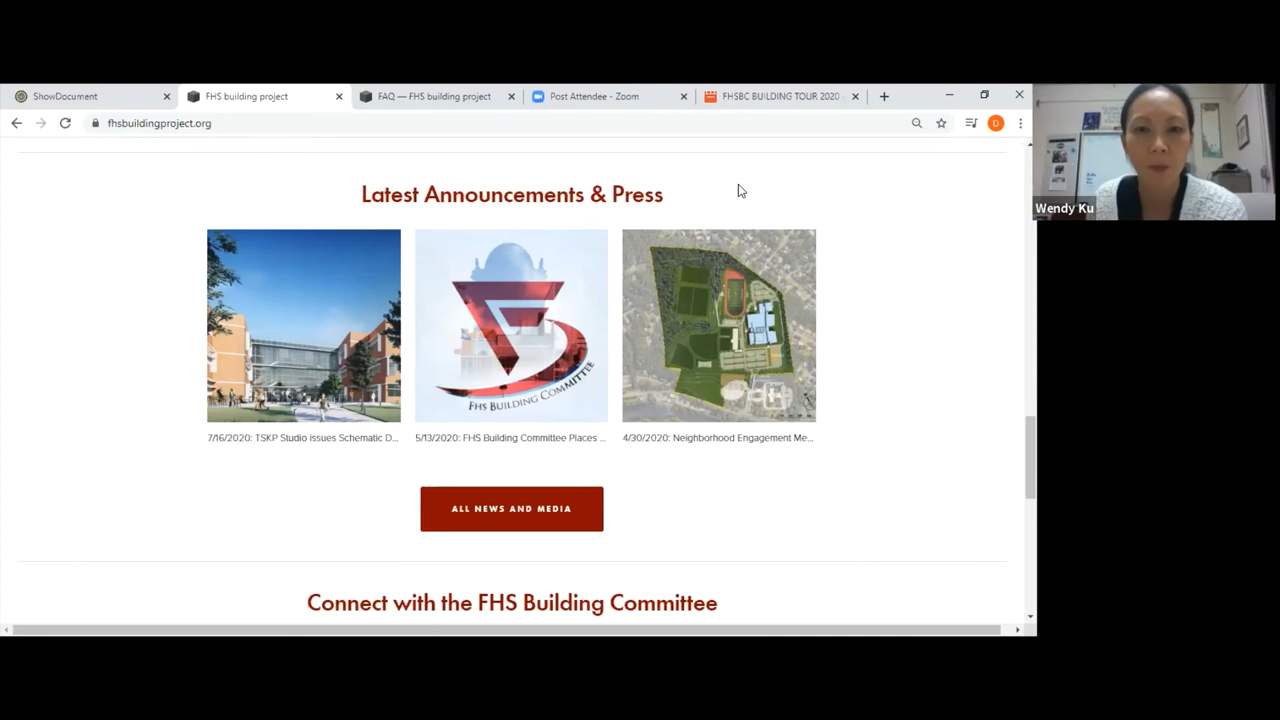 ShowDocument
FHS building project
FAQ — FHS building project
Post Attendee - Zoom
FHSBC BUILDING TOUR 2020
fhsbuildingproject.org
D
Wendy Ku
Latest Announcements & Press
FHS BUILDING COMMITTEE
7/16/2020: TSKP Studio issues Schematic D...
5/13/2020: FHS Building Committee Places ...
4/30/2020: Neighborhood Engagement Me...
ALL NEWS AND MEDIA
Connect with the FHS Building Committee